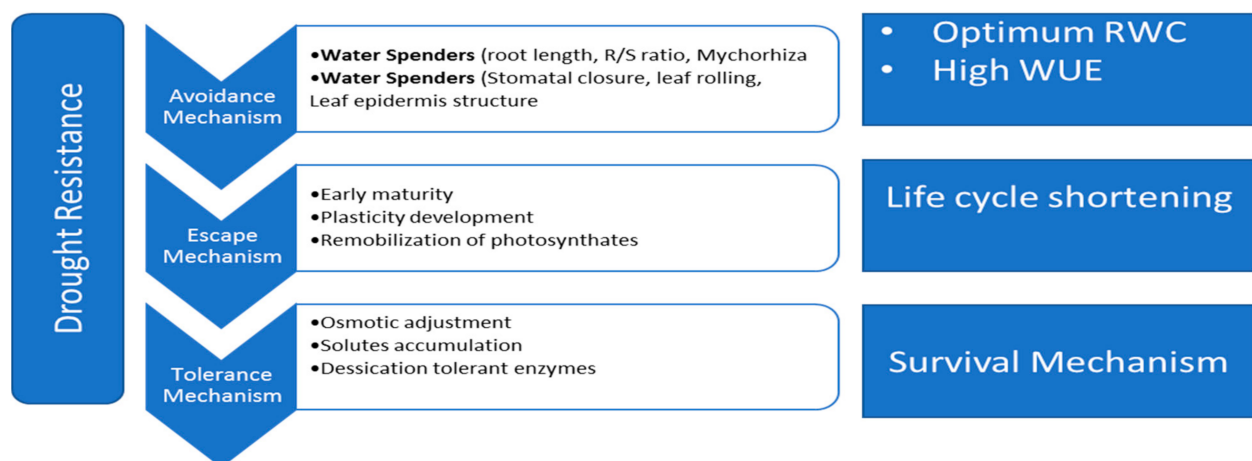 Drought Resistance
Avoidance
Mechanism
•Water Spenders (root length, R/S ratio, Mychorhiza
•Water Spenders (Stomatal closure, leaf rolling,
Leaf epidermis structure
• Optimum RWC
• High WUE
Escape
Mechanism
•Early maturity
•Plasticity development
•Remobilization of photosynthates
Life cycle shortening
Tolerance
Mechanism
•Osmotic adjustment
•Solutes accumulation
•Dessication tolerant enzymes
Survival Mechanism